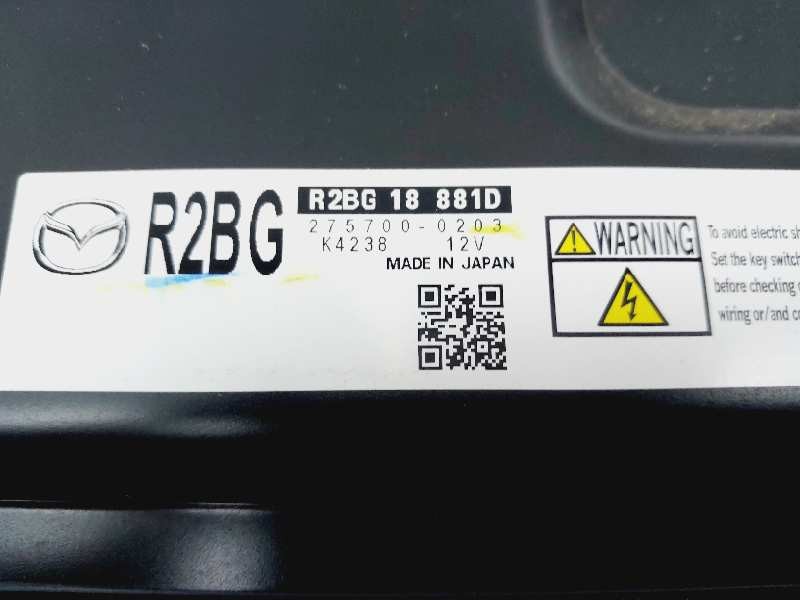 R2BG
R2BG 18 881D
275700-0203
K4238 12V
MADE IN JAPAN
WARNING
To avoid electric
Set the key switch
before checking
wiring or/and